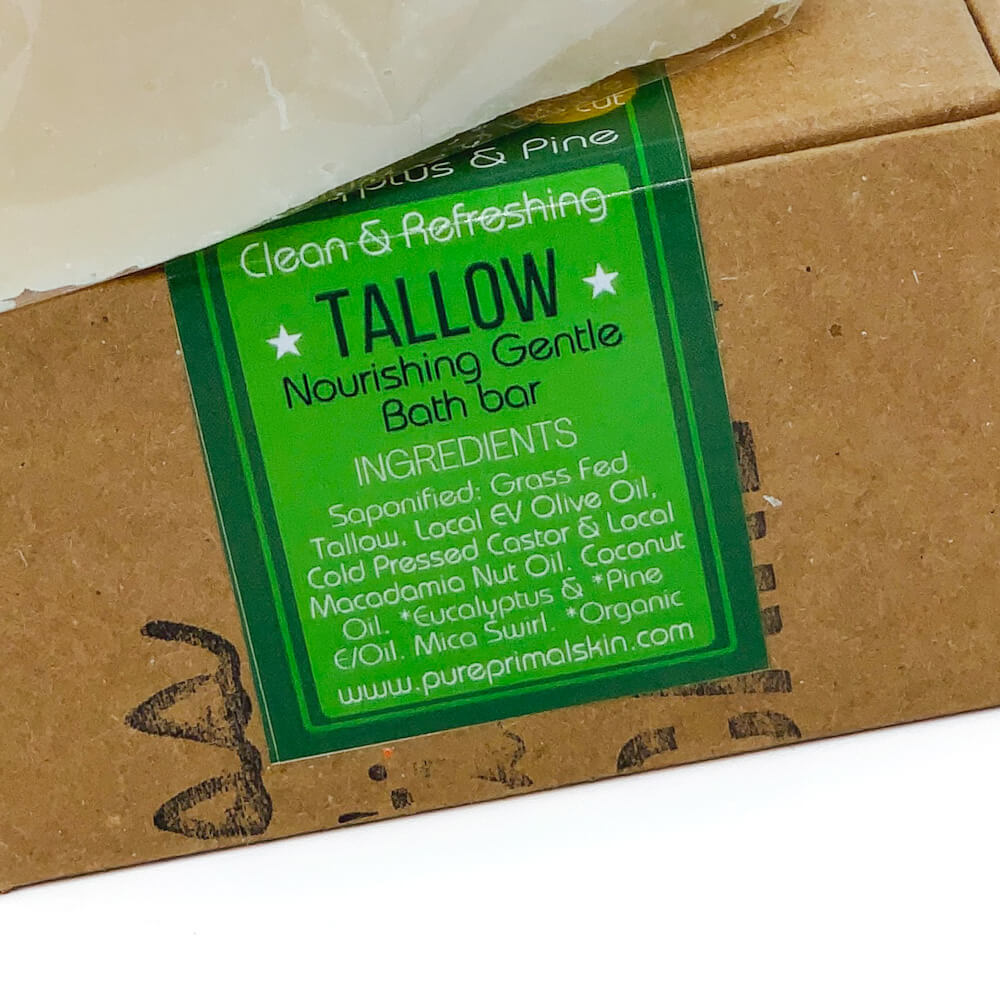 cut
& Pine
Clean & Refreshing
TALLOW
Nourishing Gentle
Bath bar
INGREDIENTS
Saponified: Grass Fed
Tallow, Local EV Olive Oil,
Cold Pressed Castor & Local
Macadamia Nut Oil. Coconut
Oil. *Eucalyptus & *Pine
E/Oil. Mica Swirl. *Organic
www.pureprimalskin.com